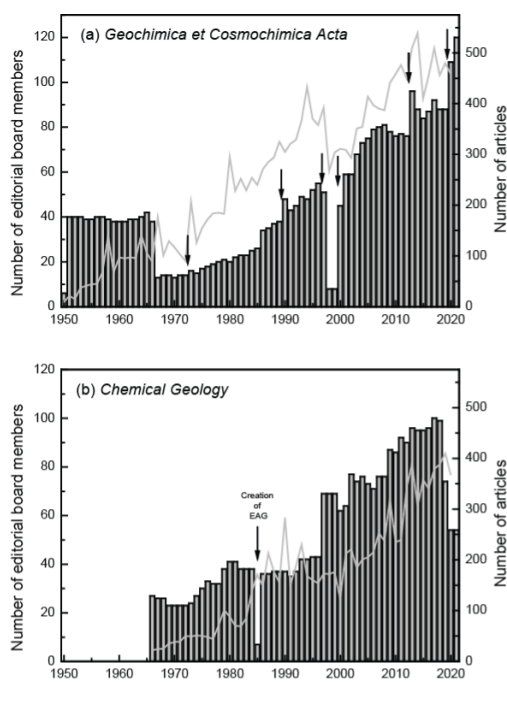 (a) Geochimica et Cosmochimica Acta
Number of editorial board members
120
100
80
60
40
20
0
500
400
300
200
100
0
Number of articles
1950 1960 1970 1980 1990 2000 2010 2020
(b) Chemical Geology
Number of editorial board members
120
100
80
60
40
20
0
Creation
of
EAG
500
400
300
200
100
0
Number of articles
1950 1960 1970 1980 1990 2000 2010 2020